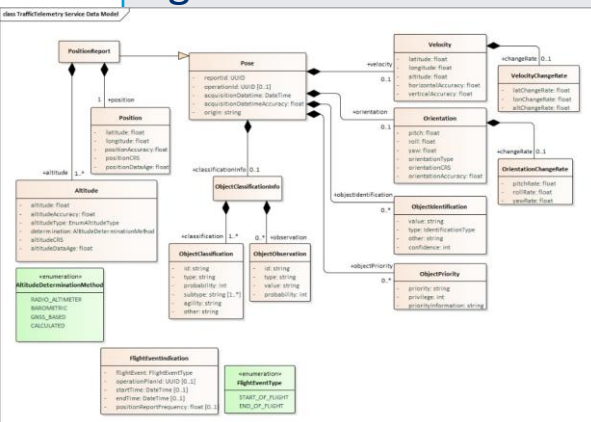 class TrafficTelemetry Service Data Model
PositionReport
Pose
- reportId: UUID
- operationId: UUID [0..1]
- acquisitionDatetime: DateTime
- acquisitionDatetimeAccuracy: float
- origin: string
Velocity
- latitude: float
- longitude: float
- altitude: float
- horizontalAccuracy: float
- verticalAccuracy: float
+changeRate 0..1
VelocityChangeRate
- latChangeRate: float
- lonChangeRate: float
- altChangeRate: float
+velocity
0..1
1 +position
Position
- latitude: float
- longitude: float
- positionAccuracy: float
- positionCRS
- positionDataAge: float
+orientation
0..1
Orientation
- pitch: float
- roll: float
- yaw: float
- orientationType
- orientationCRS
- orientationAccuracy: float
+changeRate 0..1
OrientationChangeRate
- pitchRate: float
- rollRate: float
- yawRate: float
+altitude 1..*
Altitude
- altitude: float
- altitudeAccuracy: float
- altitudeType: EnumAltitudeType
- determination: AltitudeDeterminationMethod
- altitudeCRS
- altitudeDataAge: float
+classificationInfo 0..1
ObjectClassificationInfo
+classification 1..*
0..* +observation
ObjectClassification
- id: string
- type: string
- probability: int
- subtype: string [1..*]
- agility: string
- other: string
ObjectObservation
- id: string
- type: string
- value: string
- probability: int
+objectIdentification
0..*
ObjectIdentification
- value: string
- type: IdentificationType
- other: string
- confidence: int
+objectPriority
0..*
ObjectPriority
- priority: string
- privilege: int
- priorityInformation: string
«enumeration»
AltitudeDeterminationMethod
RADIO_ALTIMETER
BAROMETRIC
GNSS_BASED
CALCULATED
FlightEventIndication
- flightEvent: FlightEventType
- operationPlanId: UUID [0..1]
- startTime: DateTime [0..1]
- endTime: DateTime [0..1]
- positionReportFrequency: float [0..1]
«enumeration»
FlightEventType
START_OF_FLIGHT
END_OF_FLIGHT